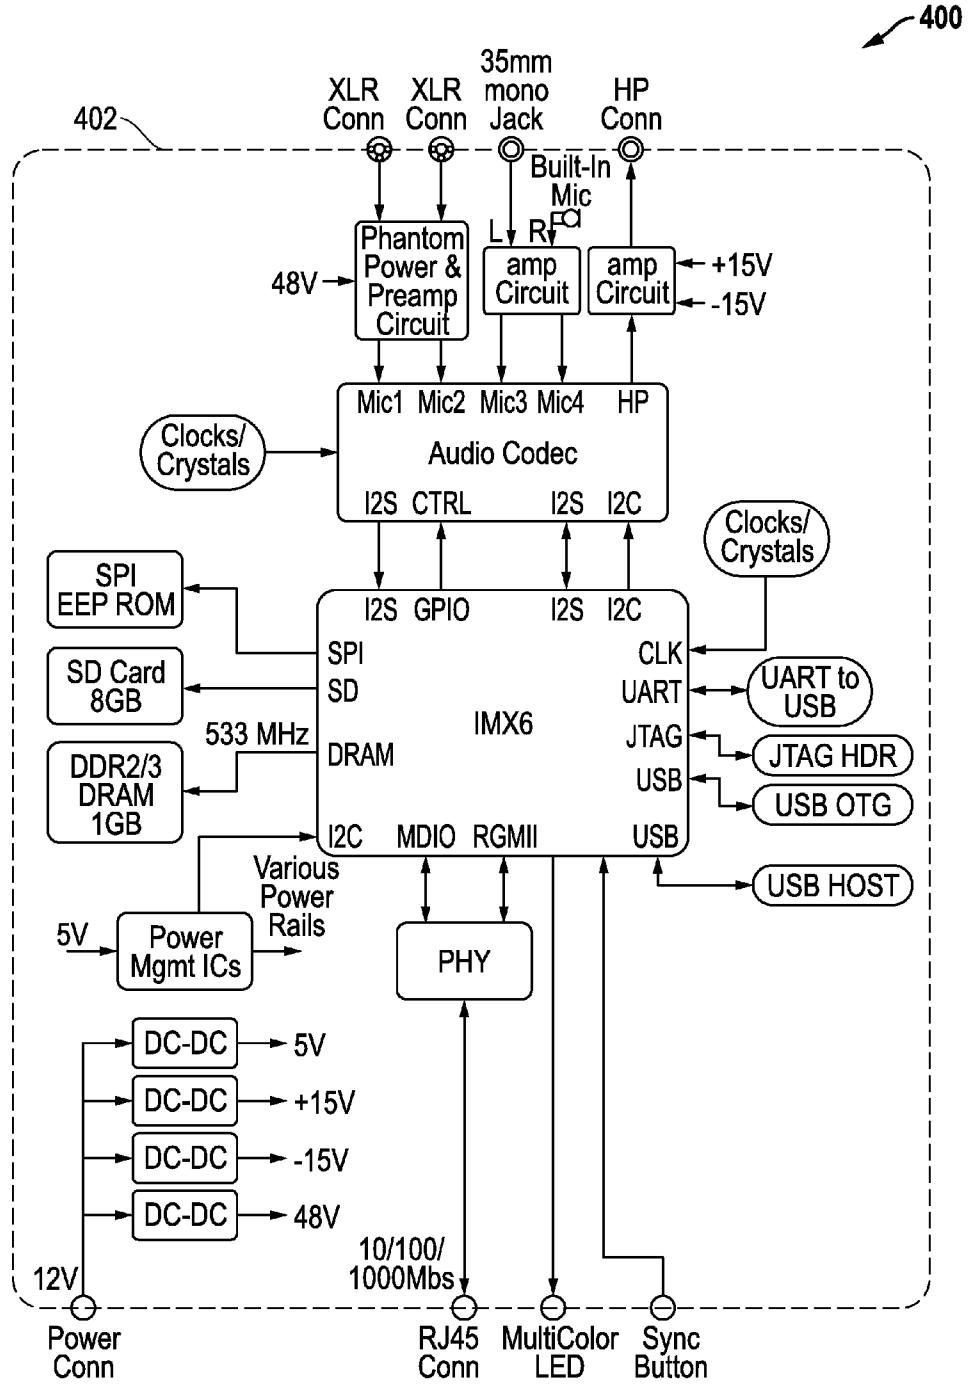 400
402
XLR
Conn
XLR
Conn
35mm
mono
Jack
HP
Conn
Built-In
Mic
L
R
Phantom
Power &
Preamp
Circuit
48V
amp
Circuit
amp
Circuit
+15V
-15V
Mic1 Mic2 Mic3 Mic4 HP
Audio Codec
I2S CTRL I2S I2C
Clocks/
Crystals
Clocks/
Crystals
SPI
EEP ROM
SD Card
8GB
533 MHz
DDR2/3
DRAM
1GB
I2S GPIO I2S I2C
SPI
SD
DRAM
I2C
IMX6
CLK
UART
JTAG
USB
MDIO RGMII USB
UART to
USB
JTAG HDR
USB OTG
USB HOST
Various
Power
Rails
5V
Power
Mgmt ICs
PHY
DC-DC 5V
DC-DC +15V
DC-DC -15V
DC-DC 48V
12V
10/100/
1000Mbs
Power
Conn
RJ45
Conn
MultiColor
LED
Sync
Button